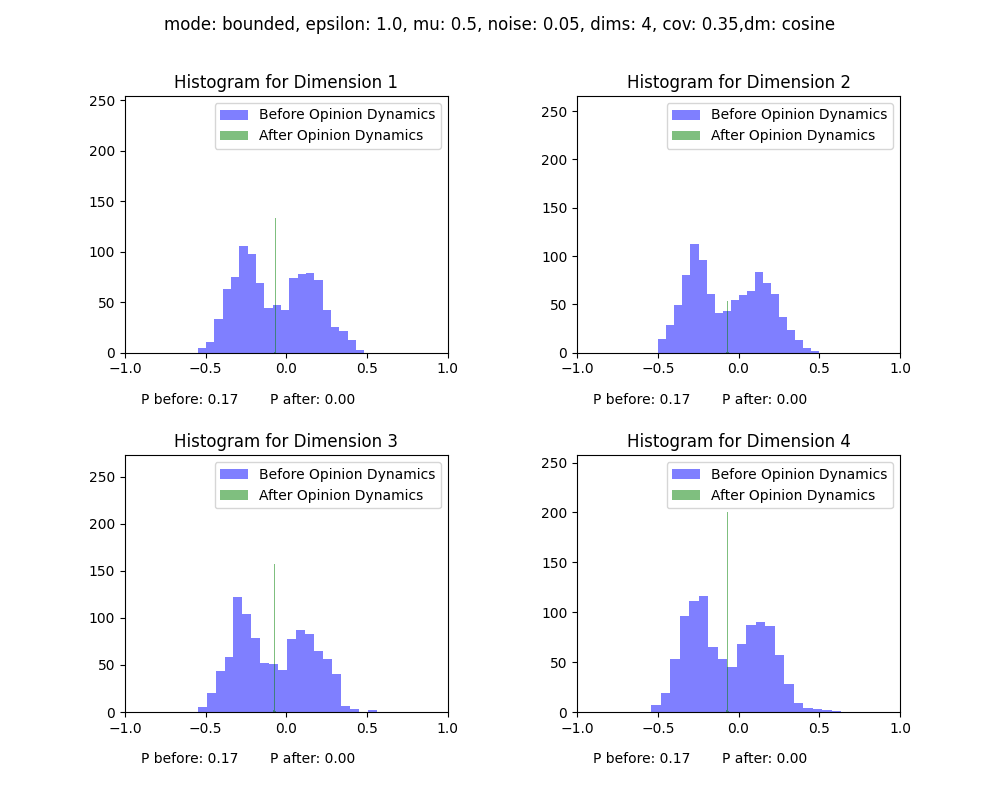 mode: bounded, epsilon: 1.0, mu: 0.5, noise: 0.05, dims: 4, cov: 0.35,dm: cosine
Histogram for Dimension 1
Before Opinion Dynamics
After Opinion Dynamics
250
200
150
100
50
0
−1.0 −0.5 0.0 0.5 1.0
P before: 0.17 P after: 0.00
Histogram for Dimension 2
Before Opinion Dynamics
After Opinion Dynamics
250
200
150
100
50
0
−1.0 −0.5 0.0 0.5 1.0
P before: 0.17 P after: 0.00
Histogram for Dimension 3
Before Opinion Dynamics
After Opinion Dynamics
250
200
150
100
50
0
−1.0 −0.5 0.0 0.5 1.0
P before: 0.17 P after: 0.00
Histogram for Dimension 4
Before Opinion Dynamics
After Opinion Dynamics
250
200
150
100
50
0
−1.0 −0.5 0.0 0.5 1.0
P before: 0.17 P after: 0.00